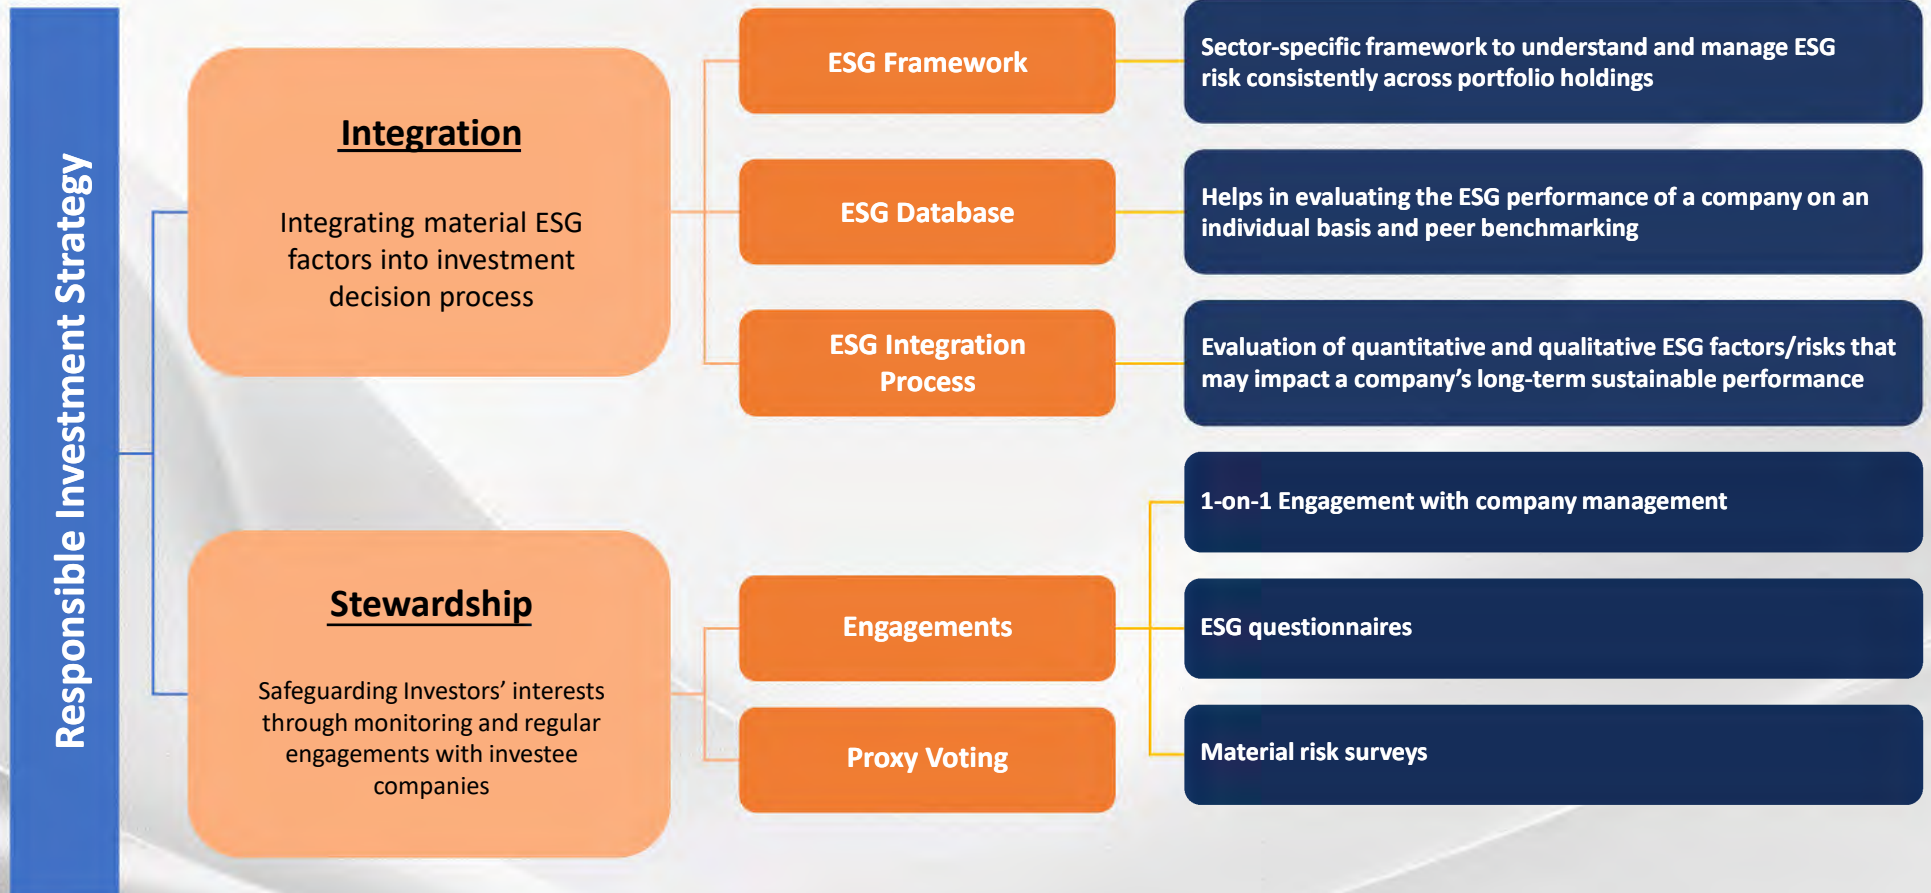 Responsible Investment Strategy
Integration
Integrating material ESG
factors into investment
decision process
ESG Framework
Sector-specific framework to understand and manage ESG
risk consistently across portfolio holdings
ESG Database
Helps in evaluating the ESG performance of a company on an
individual basis and peer benchmarking
ESG Integration
Process
Evaluation of quantitative and qualitative ESG factors/risks that
may impact a company’s long-term sustainable performance
Stewardship
Safeguarding Investors’ interests
through monitoring and regular
engagements with investee
companies
Engagements
1-on-1 Engagement with company management
ESG questionnaires
Material risk surveys
Proxy Voting